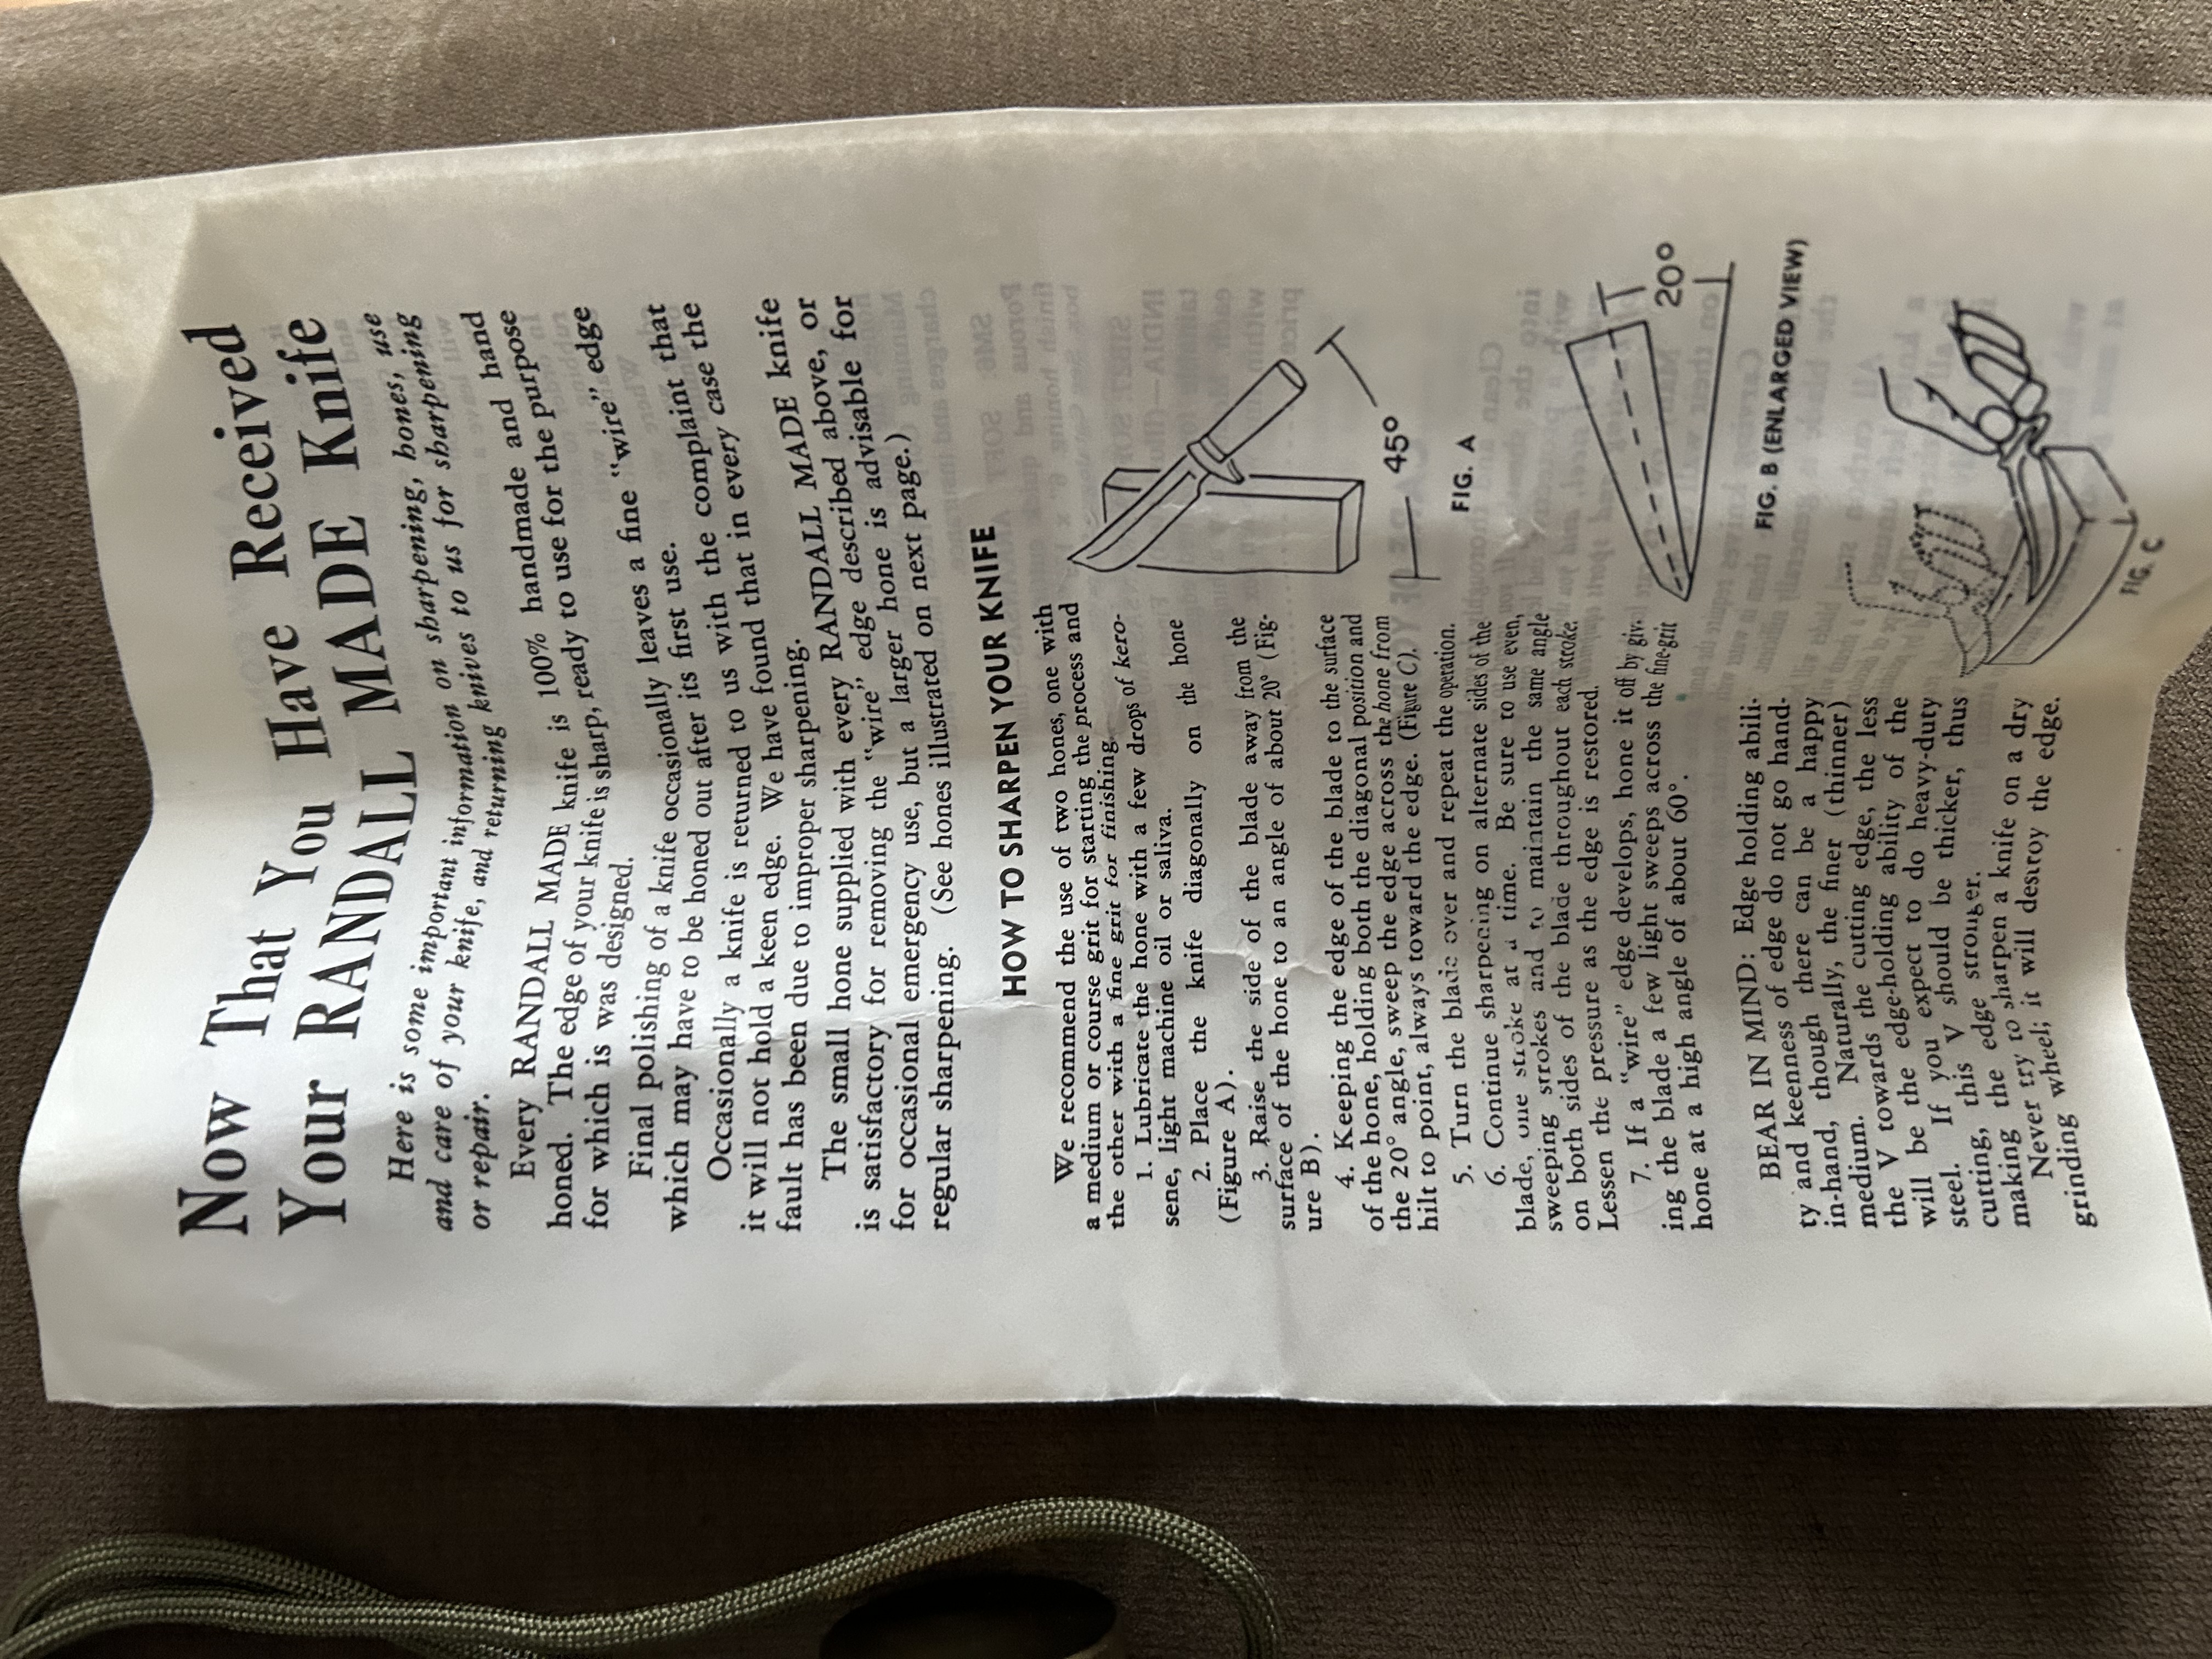 Now That You Have Received
Your RANDALL MADE Knife
Here is some important information on sharpening, hones, use
and care of your knife, and returning knives to us for sharpening
or repair.
Every RANDALL MADE knife is 100% handmade and hand
honed. The edge of your knife is sharp, ready to use for the purpose
for which is was designed.
Final polishing of a knife occasionally leaves a fine "wire" edge
which may have to be honed out after its first use.
Occasionally a knife is returned to us with the complaint that
it will not hold a keen edge. We have found that in every case the
fault has been due to improper sharpening.
The small hone supplied with every RANDALL MADE knife
is satisfactory for removing the "wire" edge described above, or
for occasional emergency use, but a larger hone is advisable for
regular sharpening. (See hones illustrated on next page.)
HOW TO SHARPEN YOUR KNIFE
We recommend the use of two hones, one with
a medium or course grit for starting the process and
the other with a fine grit for finishing.
1. Lubricate the hone with a few drops of kero-
sene, light machine oil or saliva.
2. Place the knife diagonally on the hone
(Figure A).
3. Raise the side of the blade away from the
surface of the hone to an angle of about 20° (Fig-
ure B).
4. Keeping the edge of the blade to the surface
of the hone, holding both the diagonal position and
the 20° angle, sweep the edge across the hone from
hilt to point, always toward the edge. (Figure C).
5. Turn the blade over and repeat the operation.
6. Continue sharpening on alternate sides of the
blade, one stroke at a time. Be sure to use even,
sweeping strokes and to maintain the same angle
on both sides of the blade throughout each stroke.
Lessen the pressure as the edge is restored.
7. If a "wire" edge develops, hone it off by giv-
ing the blade a few light sweeps across the fine-grit
hone at a high angle of about 60°.
45°
FIG. A
20°
FIG. B (ENLARGED VIEW)
FIG. C
BEAR IN MIND: Edge holding abili-
ty and keenness of edge do not go hand-
in-hand, though there can be a happy
medium. Naturally, the finer (thinner)
the V towards the cutting edge, the less
will be the edge-holding ability of the
steel. If you expect to do heavy-duty
cutting, this V should be thicker, thus
making the edge stronger.
Never try to sharpen a knife on a dry
grinding wheel; it will destroy the edge.